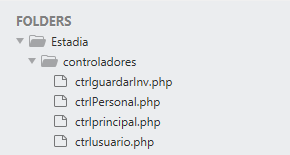 FOLDERS
Estadia
controladores
ctrlguardarInv.php
ctrlPersonal.php
ctrlprincipal.php
ctrlusuario.php